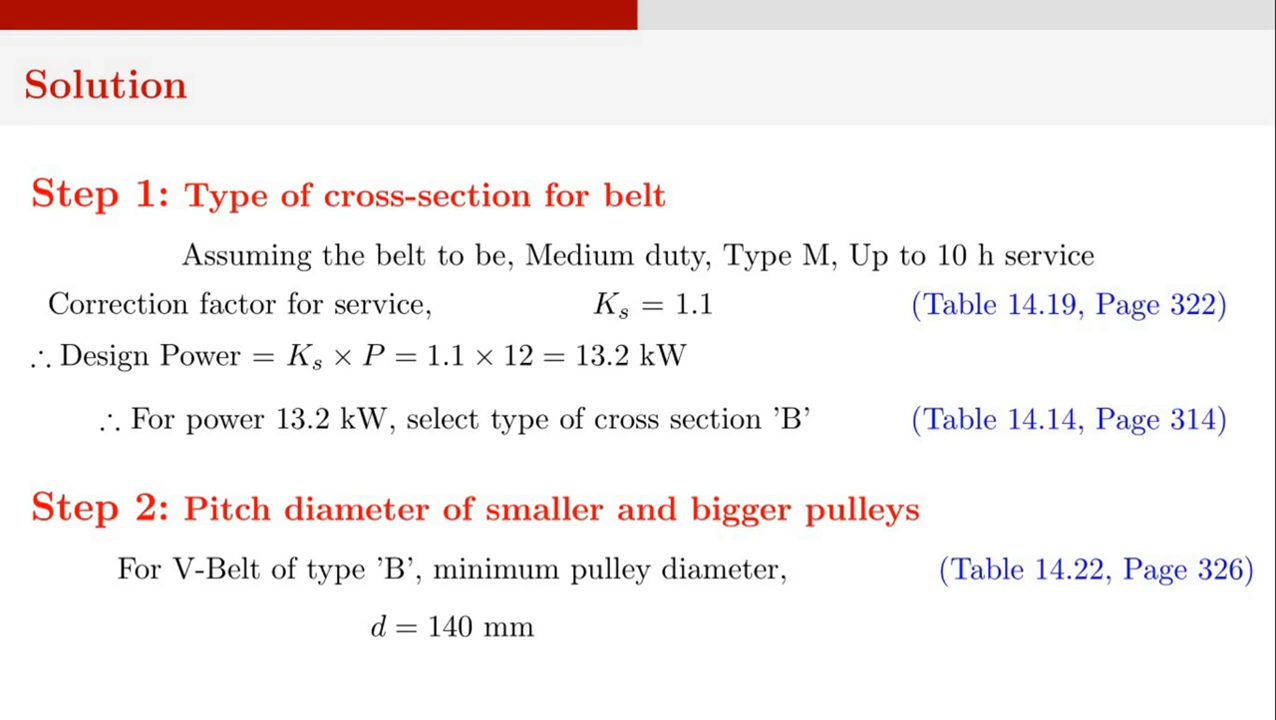 Solution
Step 1: Type of cross-section for belt
Assuming the belt to be, Medium duty, Type M, Up to 10 h service
Correction factor for service, Kₛ = 1.1 (Table 14.19, Page 322)
∴ Design Power = Kₛ × P = 1.1 × 12 = 13.2 kW
∴ For power 13.2 kW, select type of cross section 'B' (Table 14.14, Page 314)
Step 2: Pitch diameter of smaller and bigger pulleys
For V-Belt of type 'B', minimum pulley diameter, (Table 14.22, Page 326)
d = 140 mm